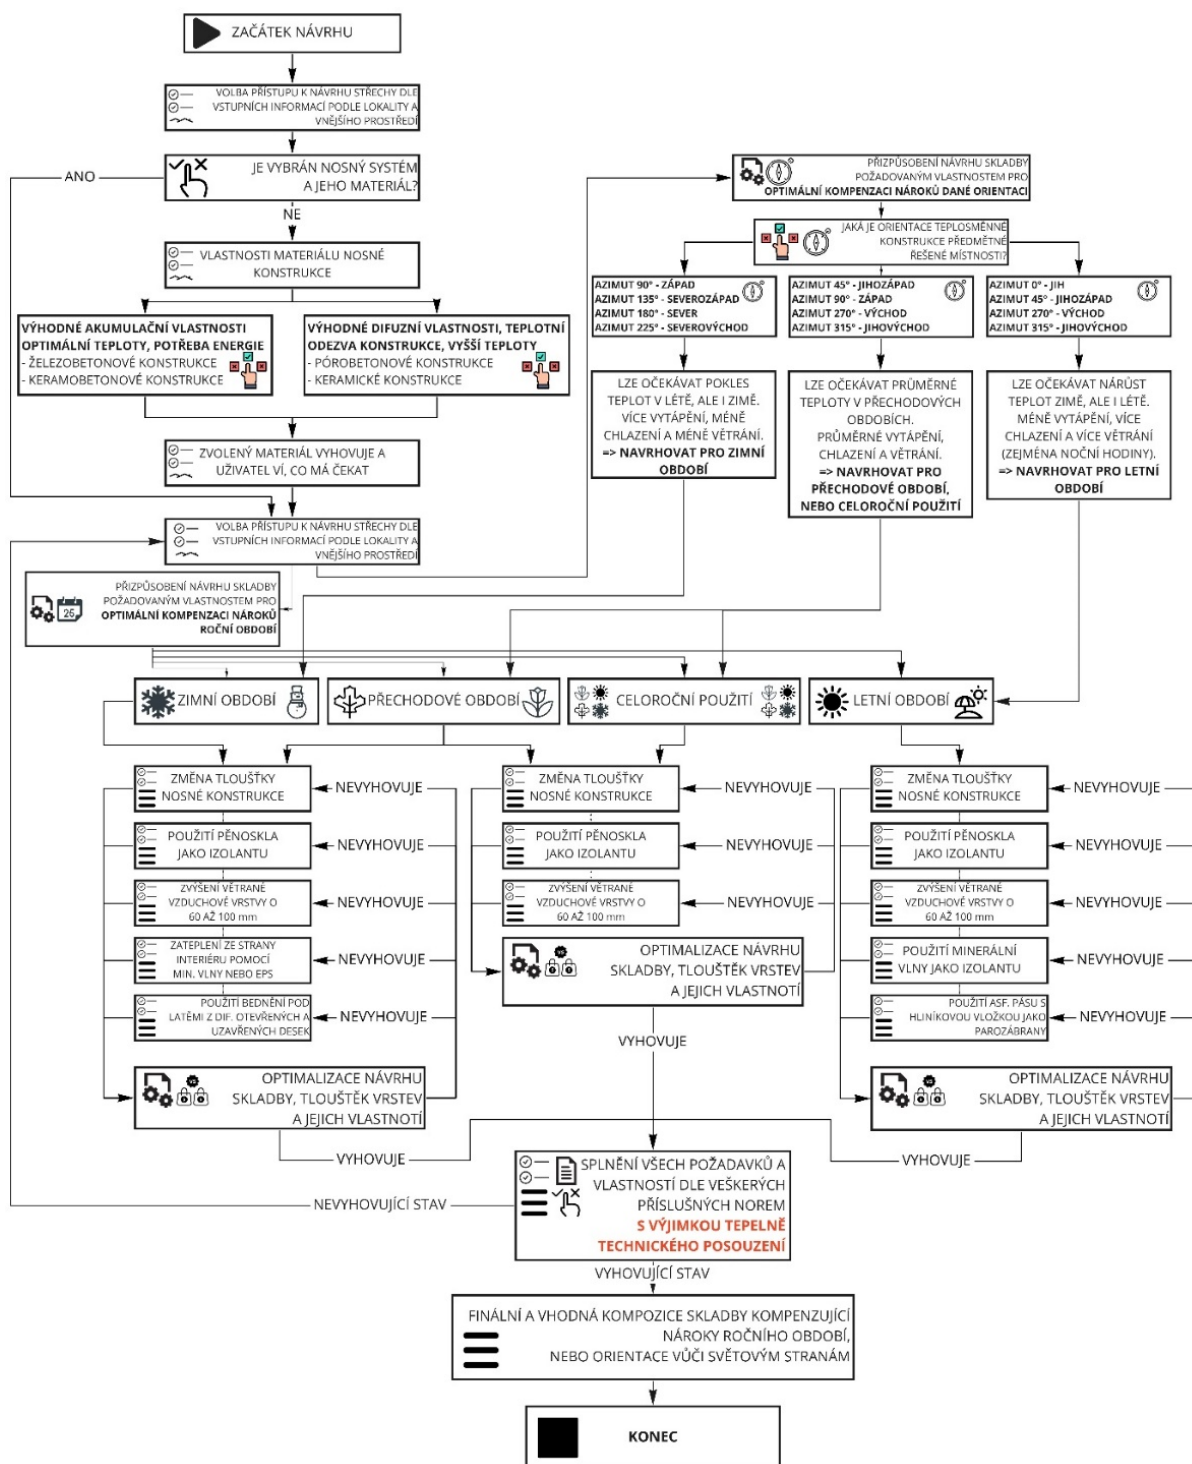 ZAČÁTEK NÁVRHU
VOLBA PŘÍSTUPU K NÁVRHU STŘECHY DLE
VSTUPNÍCH INFORMACÍ PODLE LOKALITY A
VNĚJŠÍHO PROSTŘEDÍ
JE VYBRÁN NOSNÝ SYSTÉM
A JEHO MATERIÁL?
ANO
NE
VLASTNOSTI MATERIÁLU NOSNÉ
KONSTRUKCE
VÝHODNÉ AKUMULAČNÍ VLASTNOSTI
OPTIMÁLNÍ TEPLOTY, POTŘEBA ENERGIE
- ŽELEZOBETONOVÉ KONSTRUKCE
- KERAMOBETONOVÉ KONSTRUKCE
VÝHODNÉ DIFUZNÍ VLASTNOSTI, TEPLOTNÍ
ODEZVA KONSTRUKCE, VYŠŠÍ TEPLOTY
- PÓROBETONOVÉ KONSTRUKCE
- KERAMICKÉ KONSTRUKCE
ZVOLENÝ MATERIÁL VYHOVUJE A
UŽIVATEL VÍ, CO MÁ ČEKAT
VOLBA PŘÍSTUPU K NÁVRHU STŘECHY DLE
VSTUPNÍCH INFORMACÍ PODLE LOKALITY A
VNĚJŠÍHO PROSTŘEDÍ
PŘIZPŮSOBENÍ NÁVRHU SKLADBY
POŽADOVANÝM VLASTNOSTEM PRO
OPTIMÁLNÍ KOMPENZACI NÁROKŮ
ROČNÍ OBDOBÍ
PŘIZPŮSOBENÍ NÁVRHU SKLADBY
POŽADOVANÝM VLASTNOSTEM PRO
OPTIMÁLNÍ KOMPENZACI NÁROKŮ DANÉ ORIENTACI
JAKÁ JE ORIENTACE TEPLOSMĚNNÉ
KONSTRUKCE PŘEDMĚTNÉ
ŘEŠENÉ MÍSTNOSTI?
AZIMUT 90° - ZÁPAD
AZIMUT 135° - SEVEROZÁPAD
AZIMUT 180° - SEVER
AZIMUT 225° - SEVEROVÝCHOD
AZIMUT 45° - JIHOZÁPAD
AZIMUT 90° - ZÁPAD
AZIMUT 270° - VÝCHOD
AZIMUT 315° - JIHOVÝCHOD
AZIMUT 0° - JIH
AZIMUT 45° - JIHOZÁPAD
AZIMUT 270° - VÝCHOD
AZIMUT 315° - JIHOVÝCHOD
LZE OČEKÁVAT POKLES
TEPLOT V LÉTĚ, ALE I ZIMĚ.
VÍCE VYTÁPĚNÍ, MÉNĚ
CHLAZENÍ A MÉNĚ VĚTRÁNÍ.
=> NAVRHOVAT PRO ZIMNÍ
OBDOBÍ
LZE OČEKÁVAT PRŮMĚRNÉ
TEPLOTY V PŘECHODOVÝCH
OBDOBÍCH.
PRŮMĚRNÉ VYTÁPĚNÍ,
CHLAZENÍ A VĚTRÁNÍ.
=> NAVRHOVAT PRO
PŘECHODOVÉ OBDOBÍ,
NEBO CELOROČNÍ POUŽITÍ
LZE OČEKÁVAT NÁRŮST
TEPLOT ZIMĚ, ALE I LÉTĚ.
MÉNĚ VYTÁPĚNÍ, VÍCE
CHLAZENÍ A VÍCE VĚTRÁNÍ
(ZEJMÉNA NOČNÍ HODINY).
=> NAVRHOVAT PRO LETNÍ
OBDOBÍ
ZIMNÍ OBDOBÍ
PŘECHODOVÉ OBDOBÍ
CELOROČNÍ POUŽITÍ
LETNÍ OBDOBÍ
ZMĚNA TLOUŠŤKY
NOSNÉ KONSTRUKCE
NEVYHOVUJE
POUŽITÍ PĚNOSKLA
JAKO IZOLANTU
NEVYHOVUJE
ZVÝŠENÍ VĚTRANÉ
VZDUCHOVÉ VRSTVY O
60 AŽ 100 mm
NEVYHOVUJE
ZATEPLENÍ ZE STRANY
INTERIÉRU POMOCÍ
MIN. VLNY NEBO EPS
NEVYHOVUJE
POUŽITÍ BEDNĚNÍ POD
LATĚMI Z DIF. OTEVŘENÝCH A
UZAVŘENÝCH DESEK
NEVYHOVUJE
OPTIMALIZACE NÁVRHU
SKLADBY, TLOUŠTĚK VRSTEV
A JEJICH VLASTNOTÍ
VYHOVUJE
ZMĚNA TLOUŠŤKY
NOSNÉ KONSTRUKCE
NEVYHOVUJE
POUŽITÍ PĚNOSKLA
JAKO IZOLANTU
NEVYHOVUJE
ZVÝŠENÍ VĚTRANÉ
VZDUCHOVÉ VRSTVY O
60 AŽ 100 mm
NEVYHOVUJE
OPTIMALIZACE NÁVRHU
SKLADBY, TLOUŠTĚK VRSTEV
A JEJICH VLASTNOTÍ
VYHOVUJE
ZMĚNA TLOUŠŤKY
NOSNÉ KONSTRUKCE
NEVYHOVUJE
POUŽITÍ PĚNOSKLA
JAKO IZOLANTU
NEVYHOVUJE
ZVÝŠENÍ VĚTRANÉ
VZDUCHOVÉ VRSTVY O
60 AŽ 100 mm
NEVYHOVUJE
POUŽITÍ MINERÁLNÍ
VLNY JAKO IZOLANTU
NEVYHOVUJE
POUŽITÍ ASF. PÁSU S
HLINÍKOVOU VLOŽKOU JAKO
PAROZÁBRANY
NEVYHOVUJE
OPTIMALIZACE NÁVRHU
SKLADBY, TLOUŠTĚK VRSTEV
A JEJICH VLASTNOTÍ
VYHOVUJE
SPLNĚNÍ VŠECH POŽADAVKŮ A
VLASTNOSTÍ DLE VEŠKERÝCH
PŘÍSLUŠNÝCH NOREM
S VÝJIMKOU TEPELNĚ
TECHNICKÉHO POSOUZENÍ
NEVYHOVUJÍCÍ STAV
VYHOVUJÍCÍ STAV
FINÁLNÍ A VHODNÁ KOMPOZICE SKLADBY KOMPENZUJÍCÍ
NÁROKY ROČNÍHO OBDOBÍ,
NEBO ORIENTACE VŮČI SVĚTOVÝM STRANÁM
KONEC